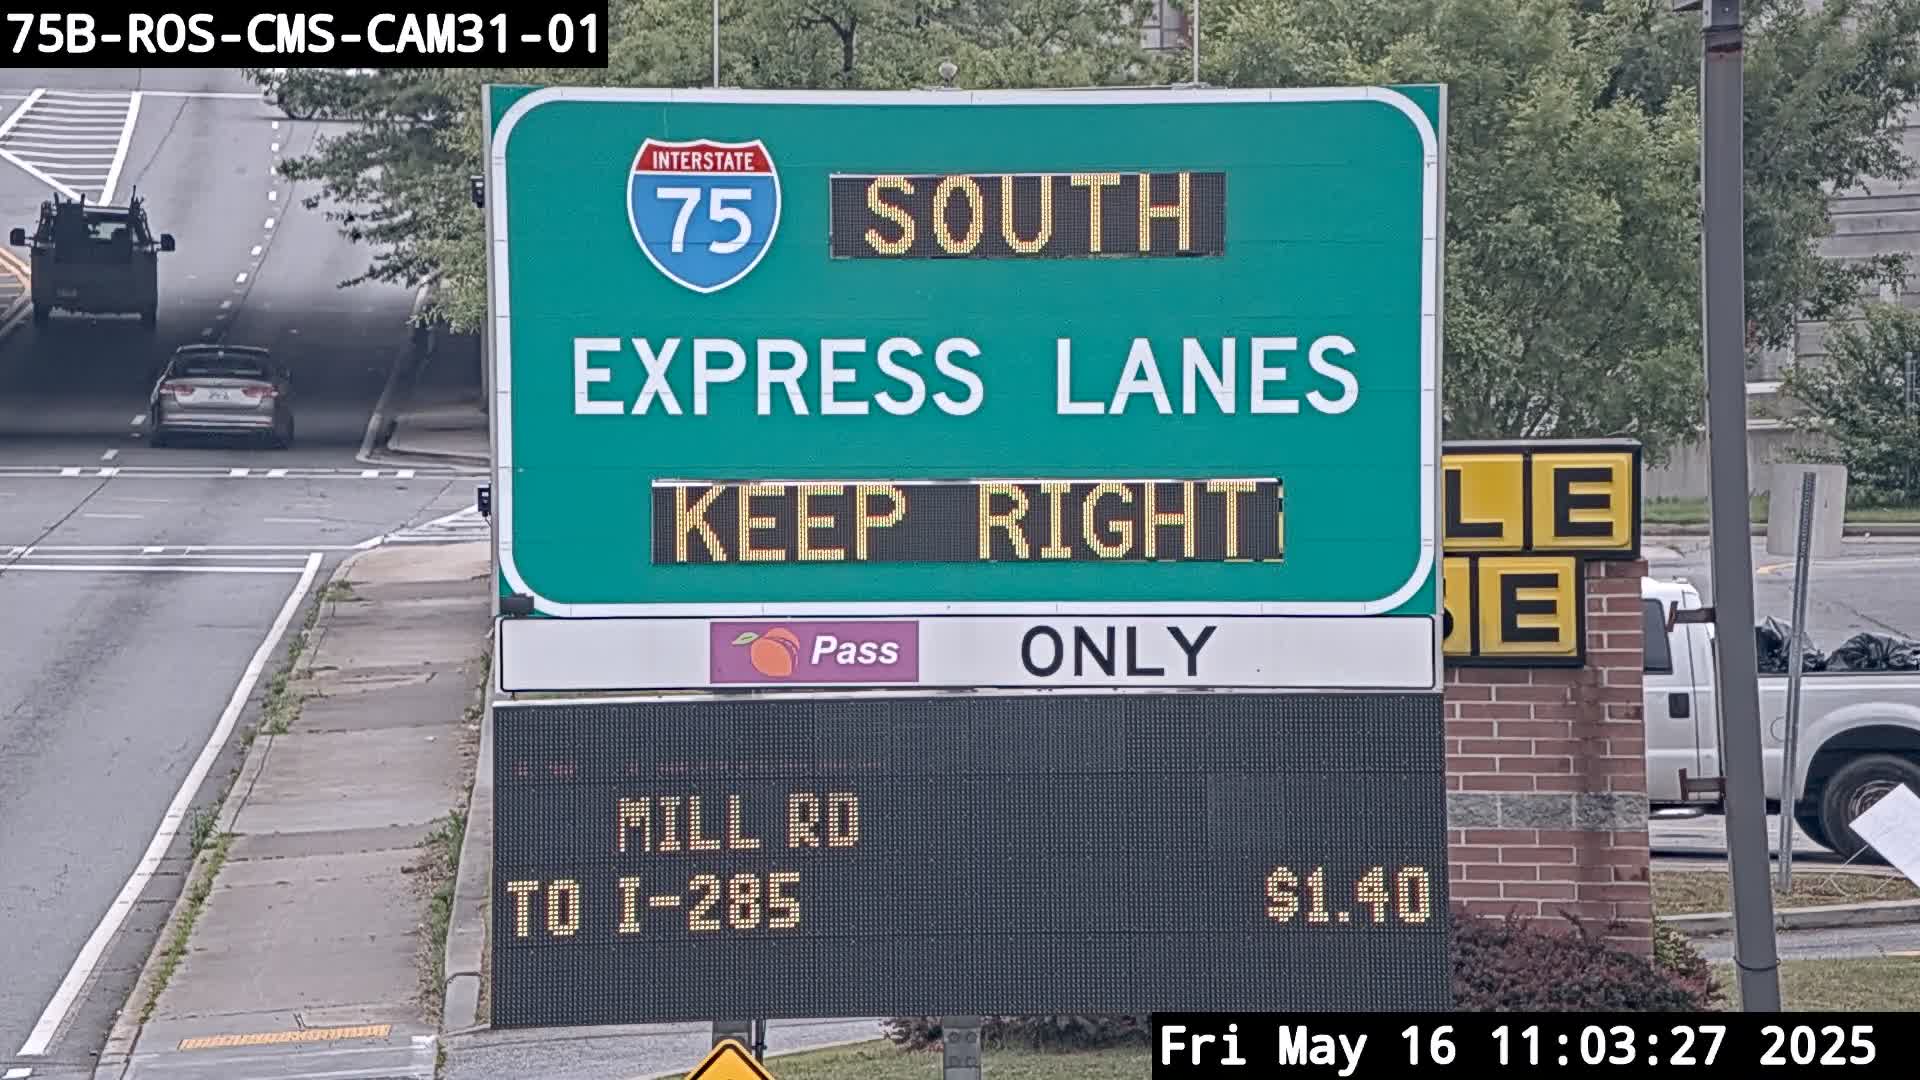 75B-ROS-CMS-CAM31-01
INTERSTATE
75
SOUTH
EXPRESS LANES
KEEP RIGHT
Pass ONLY
MILL RD
TO I-285 $1.40
LE
E
Fri May 16 11:03:27 2025